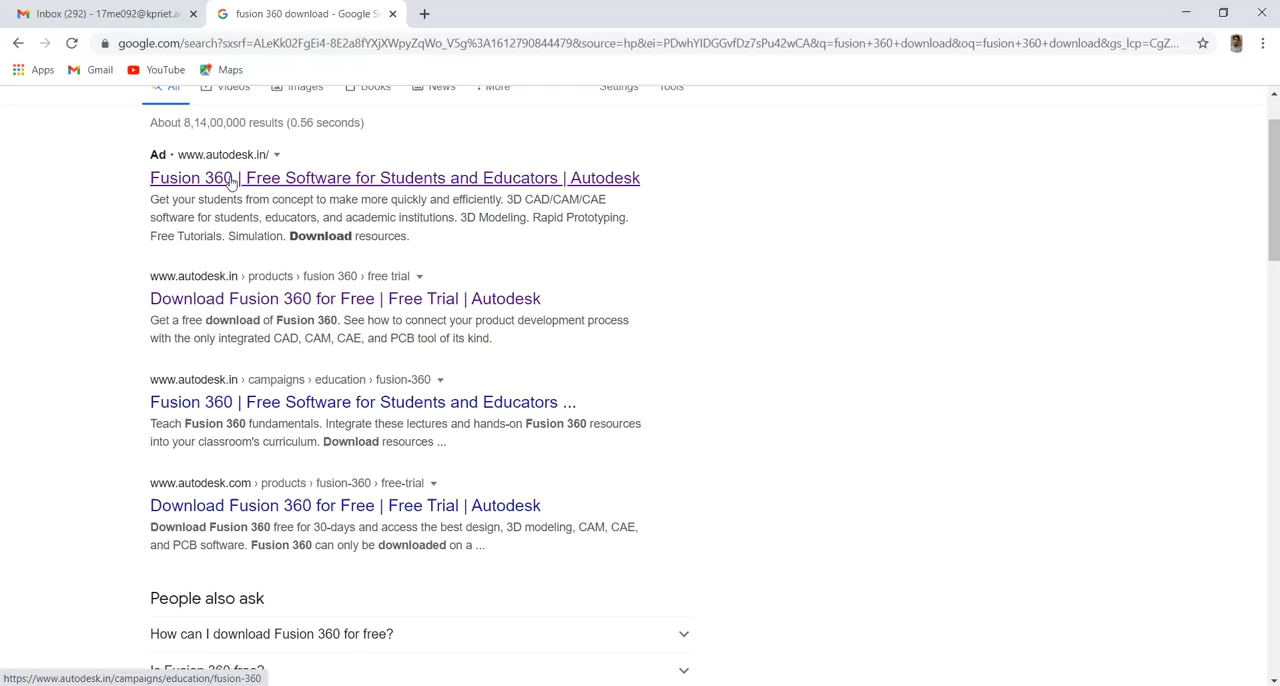 Inbox (292) - 17me092@kpriet.a
fusion 360 download - Google S
google.com/search?sxsrf=ALeKk02FgEi4-8E2a8fYXjXWpyZqWo_V5g%3A1612790844479&source=hp&ei=PDwhYIDGGvfDz7sPu42wCA&q=fusion+360+download&oq=fusion+360+download&gs_lcp=CgZ...
Apps Gmail YouTube Maps
All Videos Images Books News More Settings Tools
About 8,14,00,000 results (0.56 seconds)
Ad · www.autodesk.in/
Fusion 360 | Free Software for Students and Educators | Autodesk
Get your students from concept to make more quickly and efficiently. 3D CAD/CAM/CAE
software for students, educators, and academic institutions. 3D Modeling. Rapid Prototyping.
Free Tutorials. Simulation. Download resources.
www.autodesk.in › products › fusion 360 › free trial
Download Fusion 360 for Free | Free Trial | Autodesk
Get a free download of Fusion 360. See how to connect your product development process
with the only integrated CAD, CAM, CAE, and PCB tool of its kind.
www.autodesk.in › campaigns › education › fusion-360
Fusion 360 | Free Software for Students and Educators ...
Teach Fusion 360 fundamentals. Integrate these lectures and hands-on Fusion 360 resources
into your classroom's curriculum. Download resources ...
www.autodesk.com › products › fusion-360 › free-trial
Download Fusion 360 for Free | Free Trial | Autodesk
Download Fusion 360 free for 30-days and access the best design, 3D modeling, CAM, CAE,
and PCB software. Fusion 360 can only be downloaded on a ...
People also ask
How can I download Fusion 360 for free?
Is Fusion 360 free?
https://www.autodesk.in/campaigns/education/fusion-360